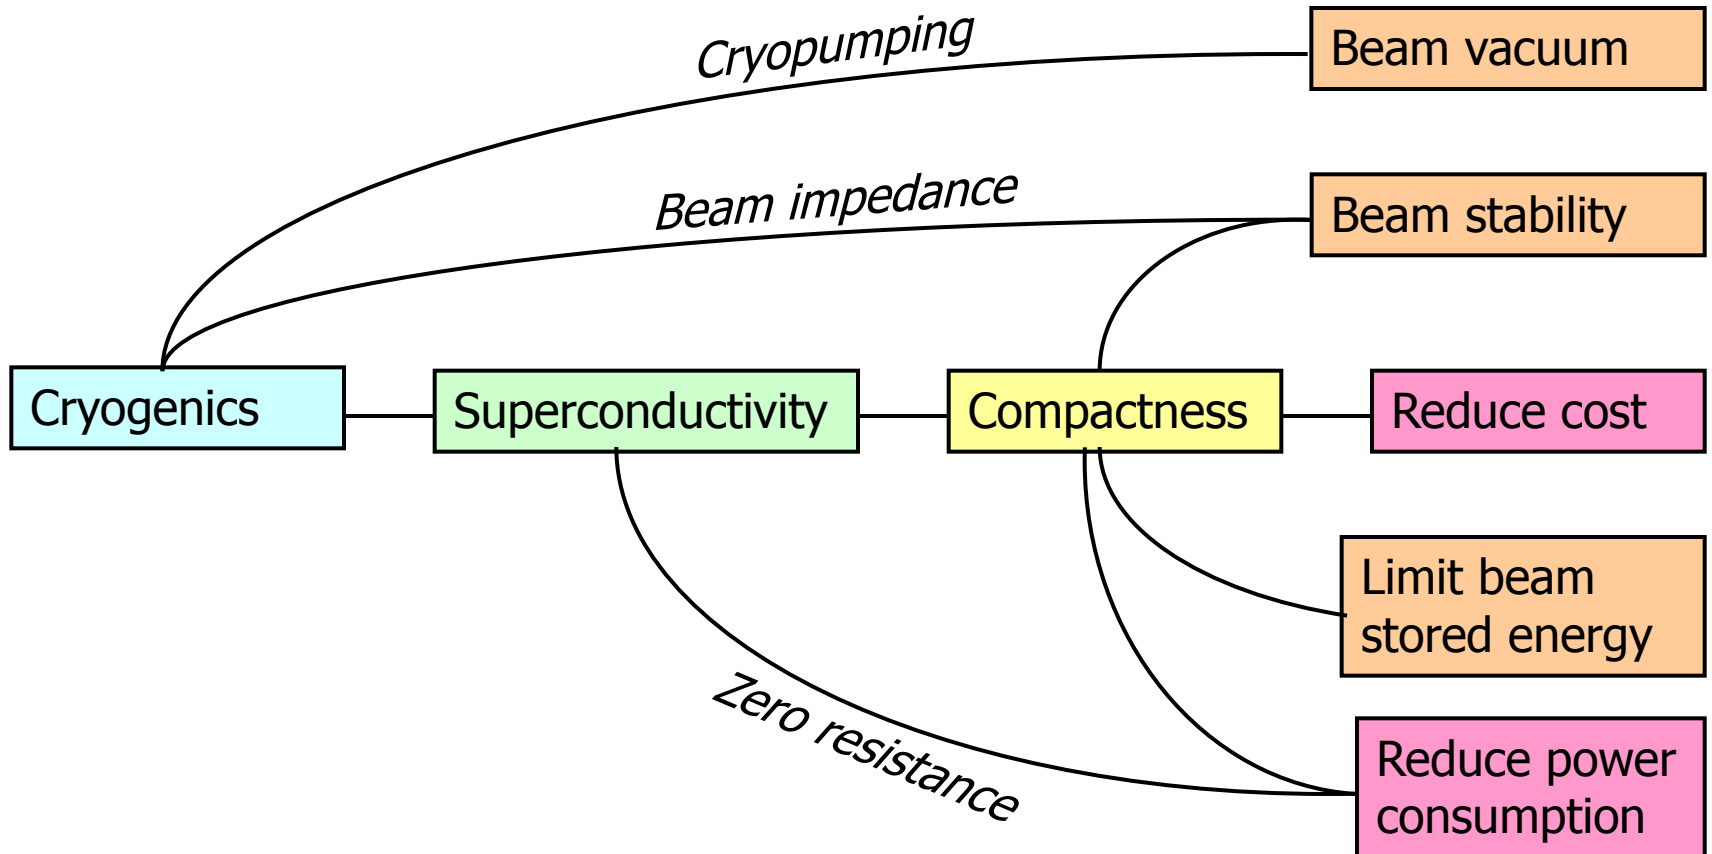 Cryopumping
Beam vacuum
Beam impedance
Beam stability
Cryogenics
Superconductivity
Compactness
Reduce cost
Limit beam
stored energy
Zero resistance
Reduce power
consumption